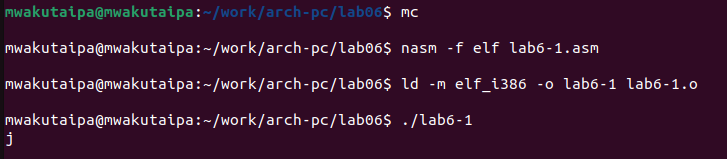 mwakutaipa@mwakutaipa:~/work/arch-pc/lab06$ mc
mwakutaipa@mwakutaipa:~/work/arch-pc/lab06$ nasm -f elf lab6-1.asm
mwakutaipa@mwakutaipa:~/work/arch-pc/lab06$ ld -m elf_i386 -o lab6-1 lab6-1.o
mwakutaipa@mwakutaipa:~/work/arch-pc/lab06$ ./lab6-1
j